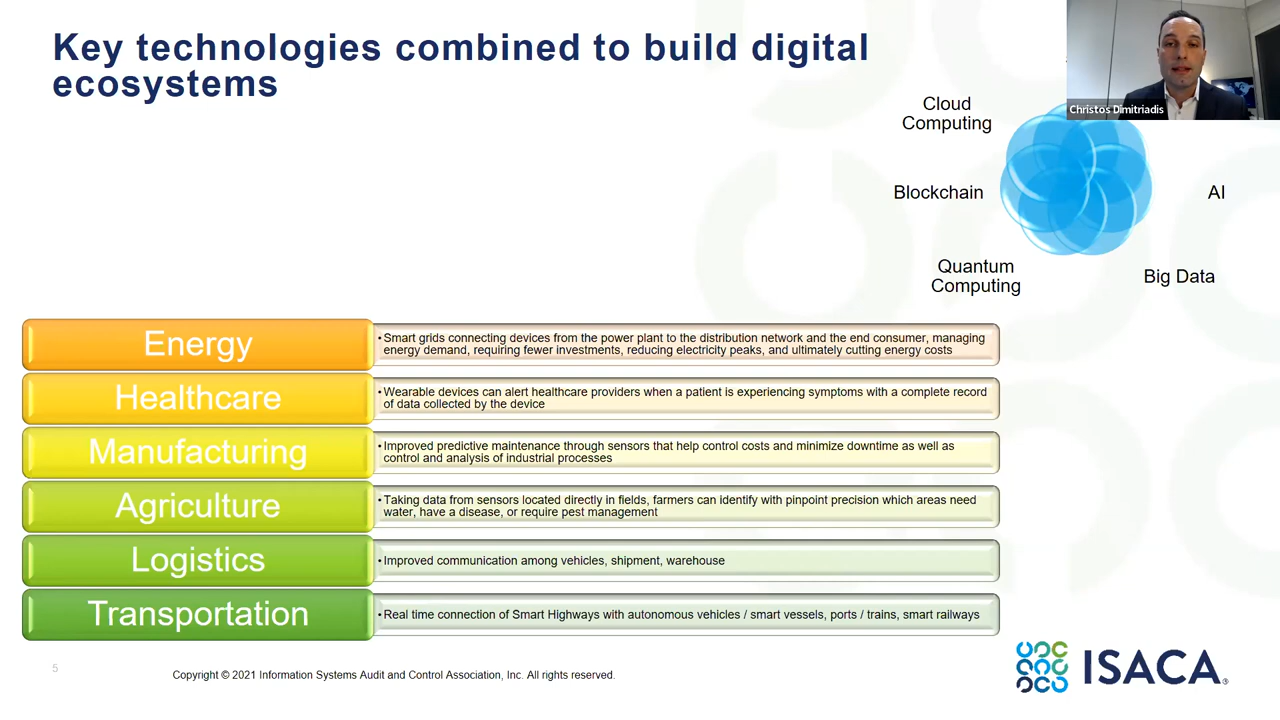 Key technologies combined to build digital
ecosystems
Christos Dimitriadis
Cloud
Computing
Blockchain
AI
Quantum
Computing
Big Data
Energy
•Smart grids connecting devices from the power plant to the distribution network and the end consumer, managing
energy demand, requiring fewer investments, reducing electricity peaks, and ultimately cutting energy costs
Healthcare
•Wearable devices can alert healthcare providers when a patient is experiencing symptoms with a complete record
of data collected by the device
Manufacturing
•Improved predictive maintenance through sensors that help control costs and minimize downtime as well as
control and analysis of industrial processes
Agriculture
•Taking data from sensors located directly in fields, farmers can identify with pinpoint precision which areas need
water, have a disease, or require pest management
Logistics
•Improved communication among vehicles, shipment, warehouse
Transportation
•Real time connection of Smart Highways with autonomous vehicles / smart vessels, ports / trains, smart railways
5
Copyright © 2021 Information Systems Audit and Control Association, Inc. All rights reserved.
ISACA®